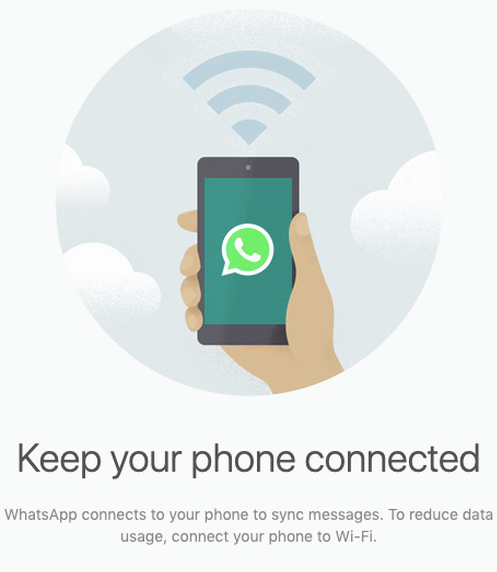 Keep your phone connected
WhatsApp connects to your phone to sync messages. To reduce data
usage, connect your phone to Wi-Fi.